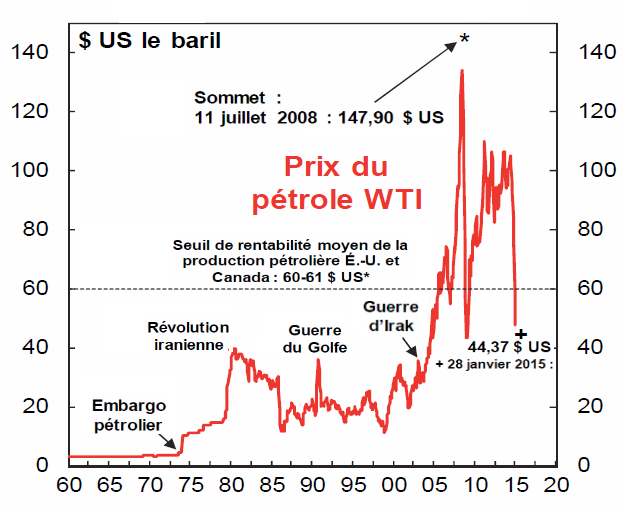 $ US le baril
*
Sommet :
11 juillet 2008 : 147,90 $ US
Prix du
pétrole WTI
Seuil de rentabilité moyen de la
production pétrolière É.-U. et
Canada : 60-61 $ US*
Révolution
iranienne
Guerre
du Golfe
Guerre
d'Irak
+
44,37 $ US
+ 28 janvier 2015 :
Embargo
pétrolier
140
120
100
80
60
40
20
0
140
120
100
80
60
40
20
0
60 65 70 75 80 85 90 95 00 05 10 15 20